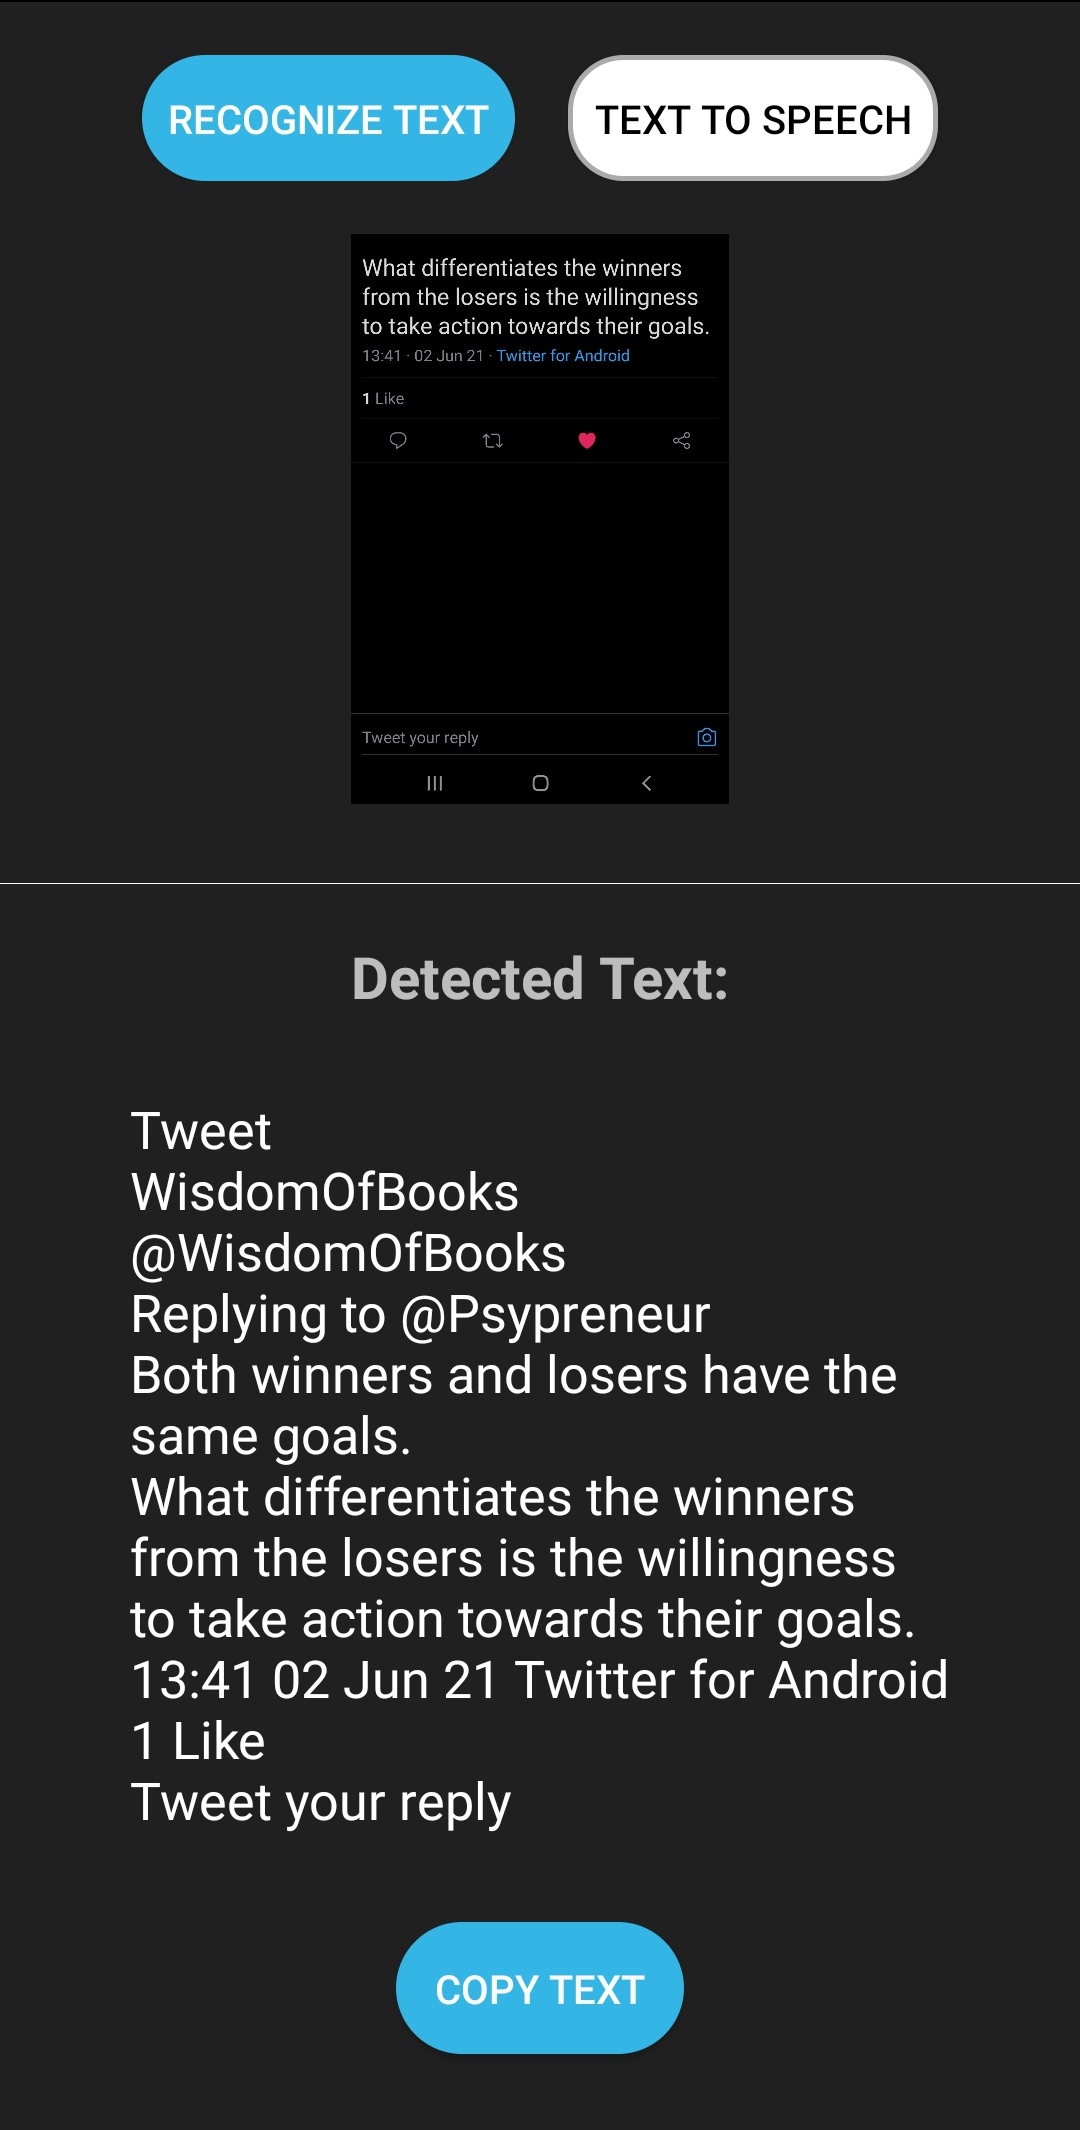 RECOGNIZE TEXT
TEXT TO SPEECH
What differentiates the winners
from the losers is the willingness
to take action towards their goals.
13:41 · 02 Jun 21 · Twitter for Android
1 Like
Tweet your reply
Detected Text:
Tweet
WisdomOfBooks
@WisdomOfBooks
Replying to @Psypreneur
Both winners and losers have the
same goals.
What differentiates the winners
from the losers is the willingness
to take action towards their goals.
13:41 02 Jun 21 Twitter for Android
1 Like
Tweet your reply
COPY TEXT